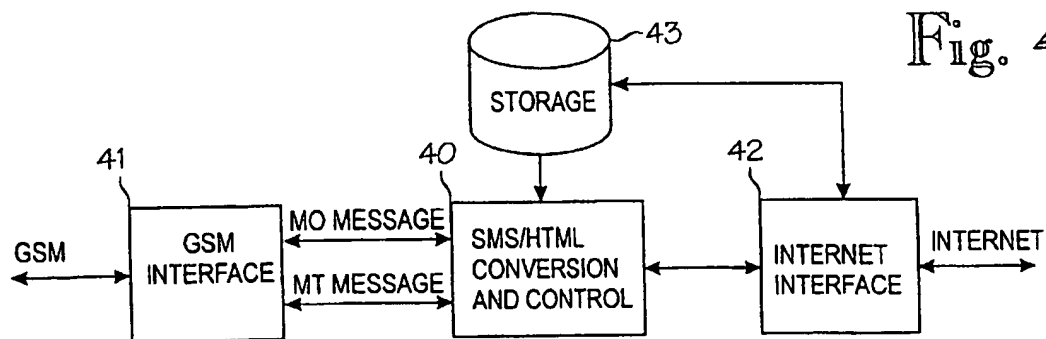 Fig. 4
43
STORAGE
41
40
42
GSM
GSM
INTERFACE
MO MESSAGE
MT MESSAGE
SMS/HTML
CONVERSION
AND CONTROL
INTERNET
INTERFACE
INTERNET